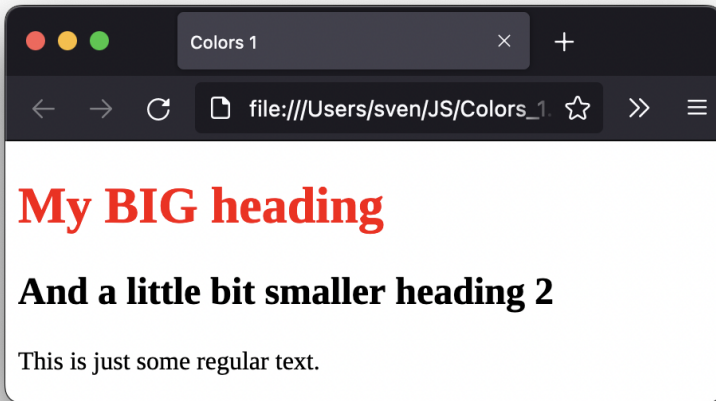 Colors 1
file:///Users/sven/JS/Colors_1.
My BIG heading
And a little bit smaller heading 2
This is just some regular text.